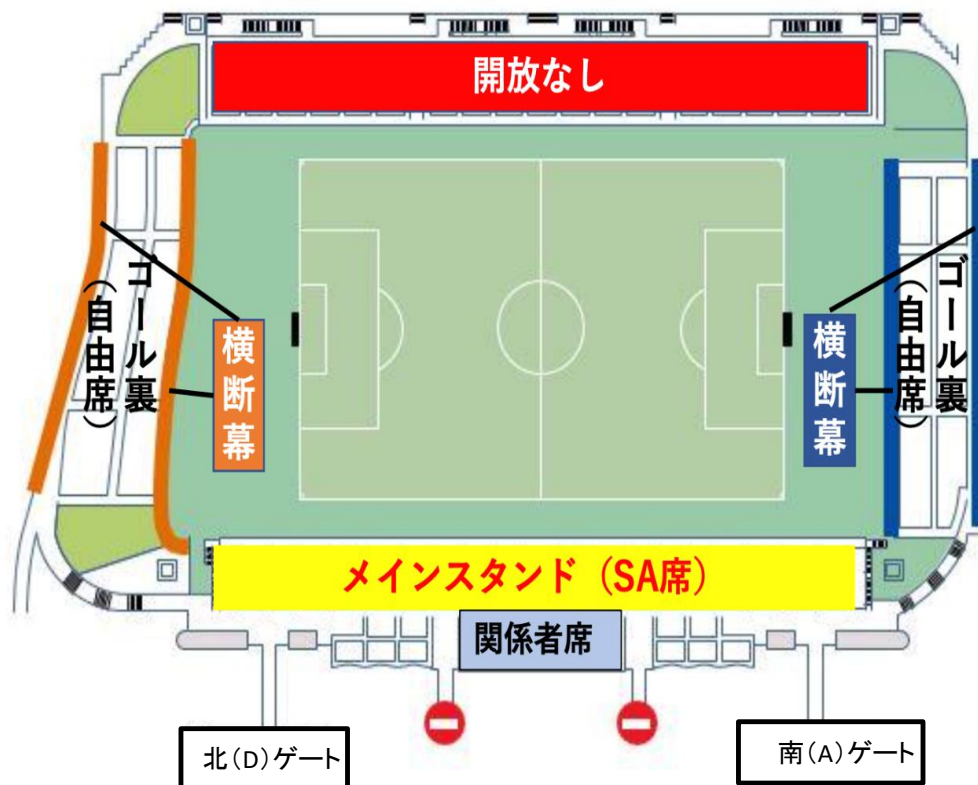 開放なし
ゴール裏
（自由席）
横断幕
横断幕
ゴール裏
（自由席）
メインスタンド（SA席）
関係者席
北（D）ゲート
南（A）ゲート